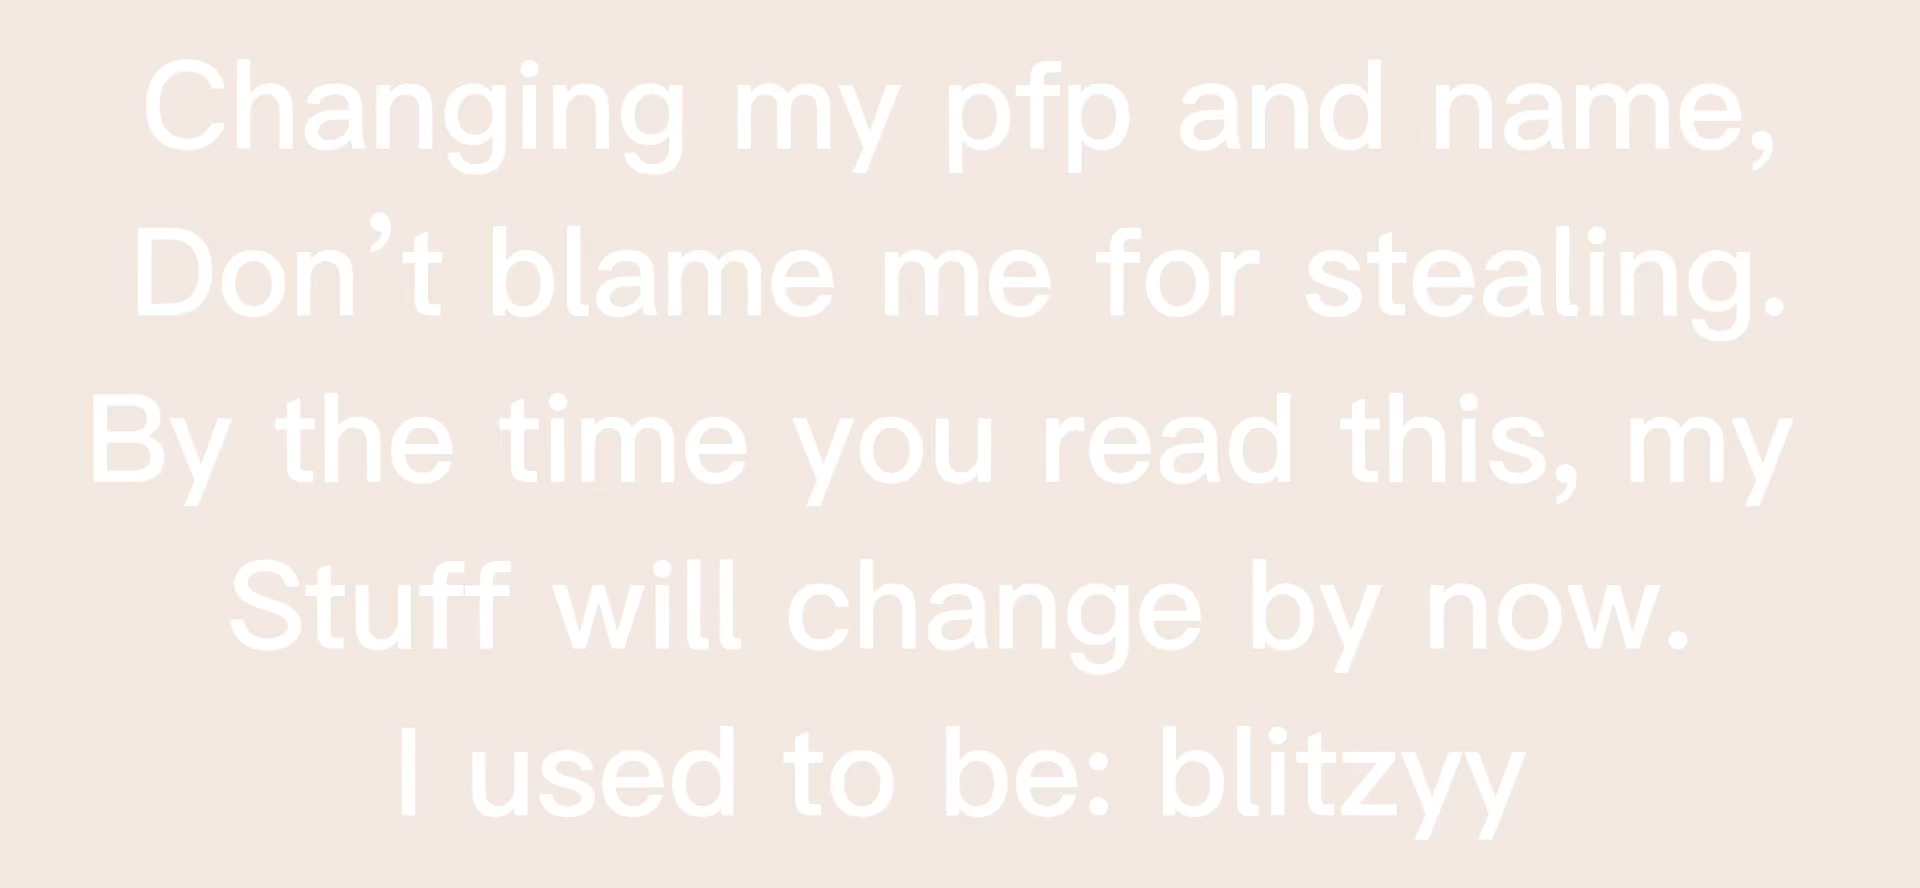 Changing my pfp and name,
Don’t blame me for stealing.
By the time you read this, my
Stuff will change by now.
I used to be: blitzyy